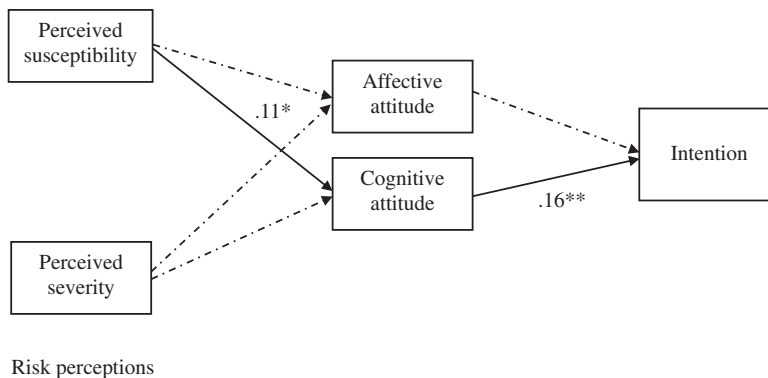 Perceived
susceptibility
Affective
attitude
.11*
Intention
Cognitive
attitude
.16**
Perceived
severity
Risk perceptions